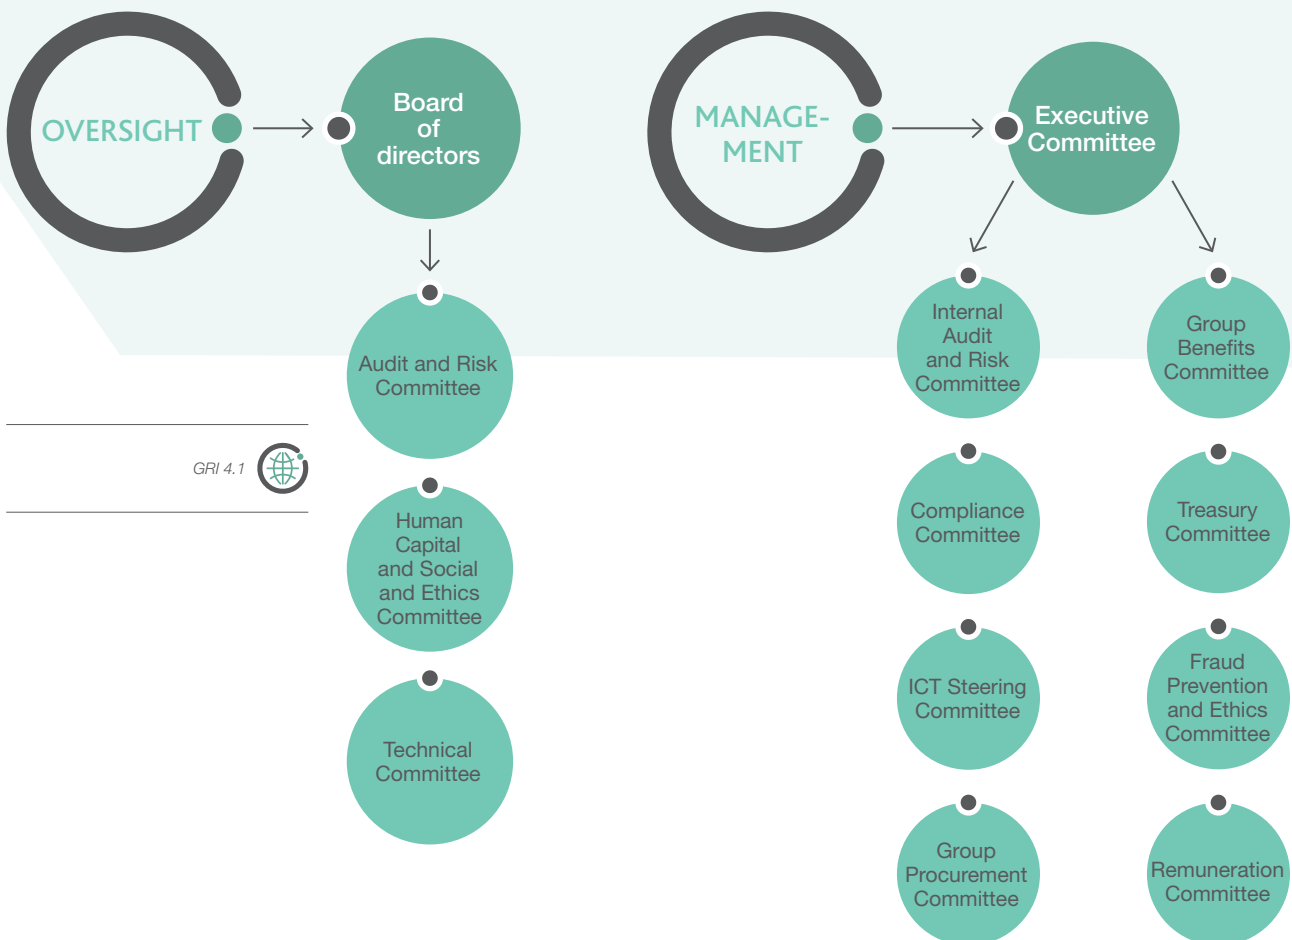 OVERSIGHT
Board
of
directors
Audit and Risk
Committee
Human
Capital
and Social
and Ethics
Committee
Technical
Committee
GRI 4.1
MANAGE-
MENT
Executive
Committee
Internal
Audit
and Risk
Committee
Compliance
Committee
ICT Steering
Committee
Group
Procurement
Committee
Group
Benefits
Committee
Treasury
Committee
Fraud
Prevention
and Ethics
Committee
Remuneration
Committee